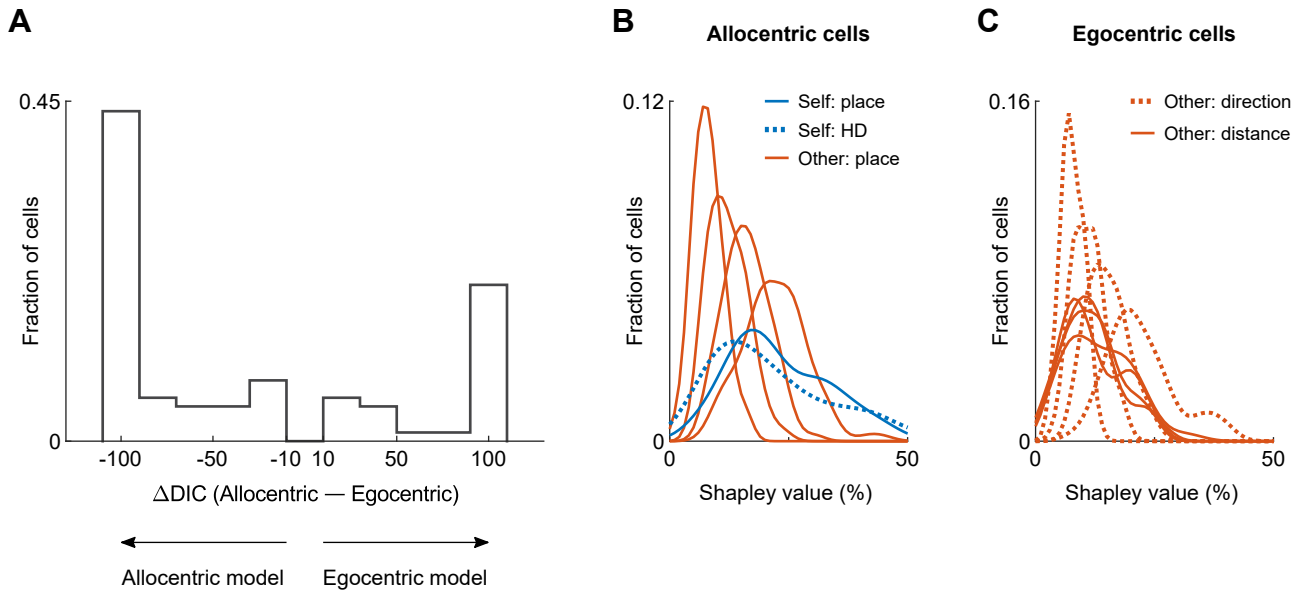 A
0.45
Fraction of cells
0
-100
-50
-10
10
50
100
ΔDIC (Allocentric — Egocentric)
Allocentric model
Egocentric model
B
Allocentric cells
0.12
Self: place
Self: HD
Other: place
Fraction of cells
0
0
50
Shapley value (%)
C
Egocentric cells
0.16
Other: direction
Other: distance
Fraction of cells
0
0
50
Shapley value (%)